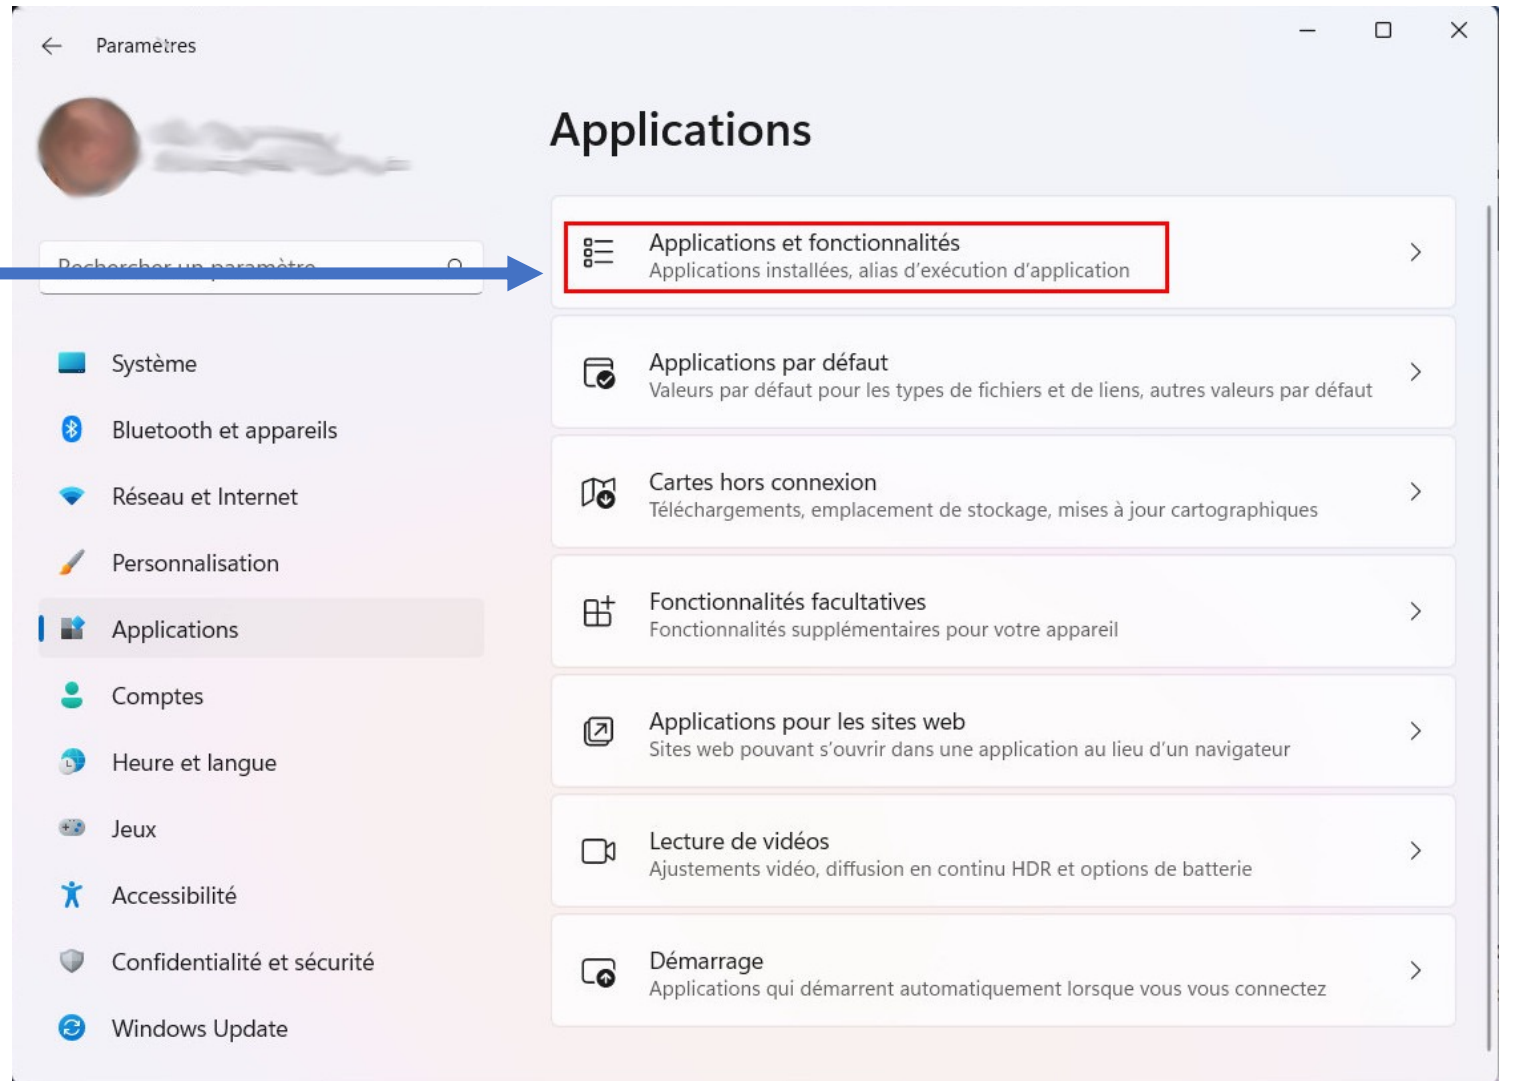 Paramètres
Applications
Rechercher un paramètre
Système
Bluetooth et appareils
Réseau et Internet
Personnalisation
Applications
Comptes
Heure et langue
Jeux
Accessibilité
Confidentialité et sécurité
Windows Update
Applications et fonctionnalités
Applications installées, alias d’exécution d’application
Applications par défaut
Valeurs par défaut pour les types de fichiers et de liens, autres valeurs par défaut
Cartes hors connexion
Téléchargements, emplacement de stockage, mises à jour cartographiques
Fonctionnalités facultatives
Fonctionnalités supplémentaires pour votre appareil
Applications pour les sites web
Sites web pouvant s’ouvrir dans une application au lieu d’un navigateur
Lecture de vidéos
Ajustements vidéo, diffusion en continu HDR et options de batterie
Démarrage
Applications qui démarrent automatiquement lorsque vous vous connectez